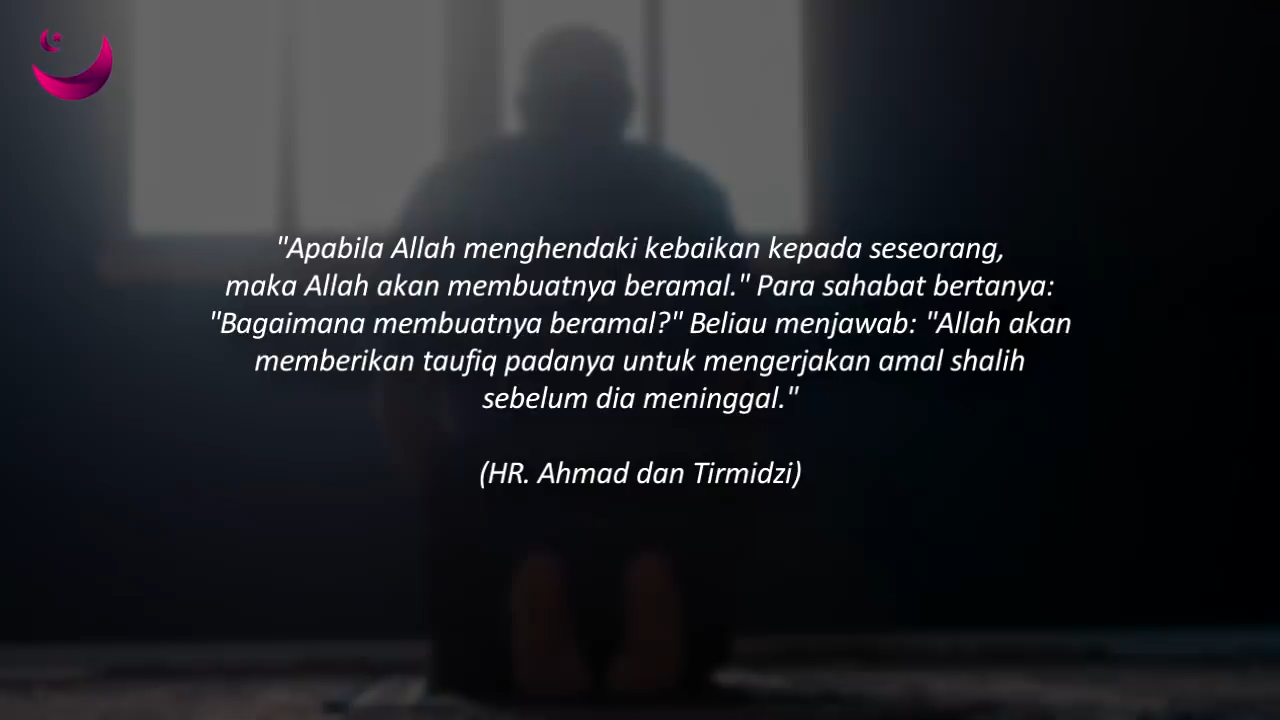 "Apabila Allah menghendaki kebaikan kepada seseorang,
maka Allah akan membuatnya beramal." Para sahabat bertanya:
"Bagaimana membuatnya beramal?" Beliau menjawab: "Allah akan
memberikan taufiq padanya untuk mengerjakan amal shalih
sebelum dia meninggal."
(HR. Ahmad dan Tirmidzi)